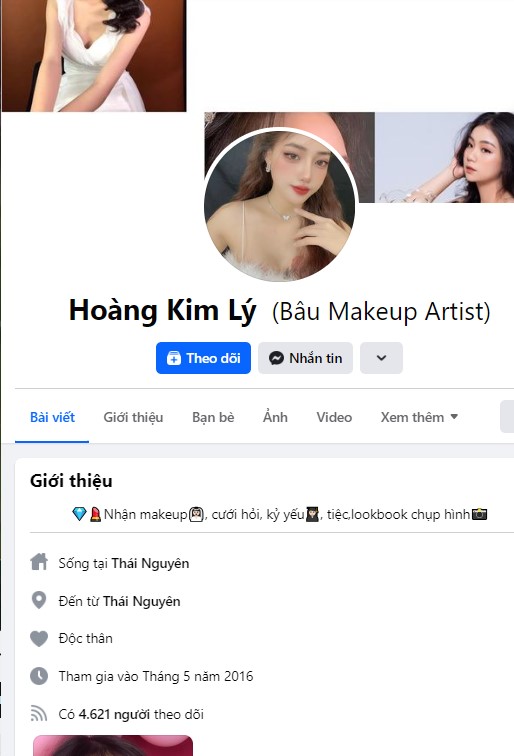 Hoàng Kim Lý (Bâu Makeup Artist)
Theo dõi Nhắn tin
Bài viết Giới thiệu Bạn bè Ảnh Video Xem thêm
Giới thiệu
💎💄Nhận makeup👰🏻, cưới hỏi, kỷ yếu👩🏻‍🎓, tiệc,lookbook chụp hình📸
Sống tại Thái Nguyên
Đến từ Thái Nguyên
Độc thân
Tham gia vào Tháng 5 năm 2016
Có 4.621 người theo dõi